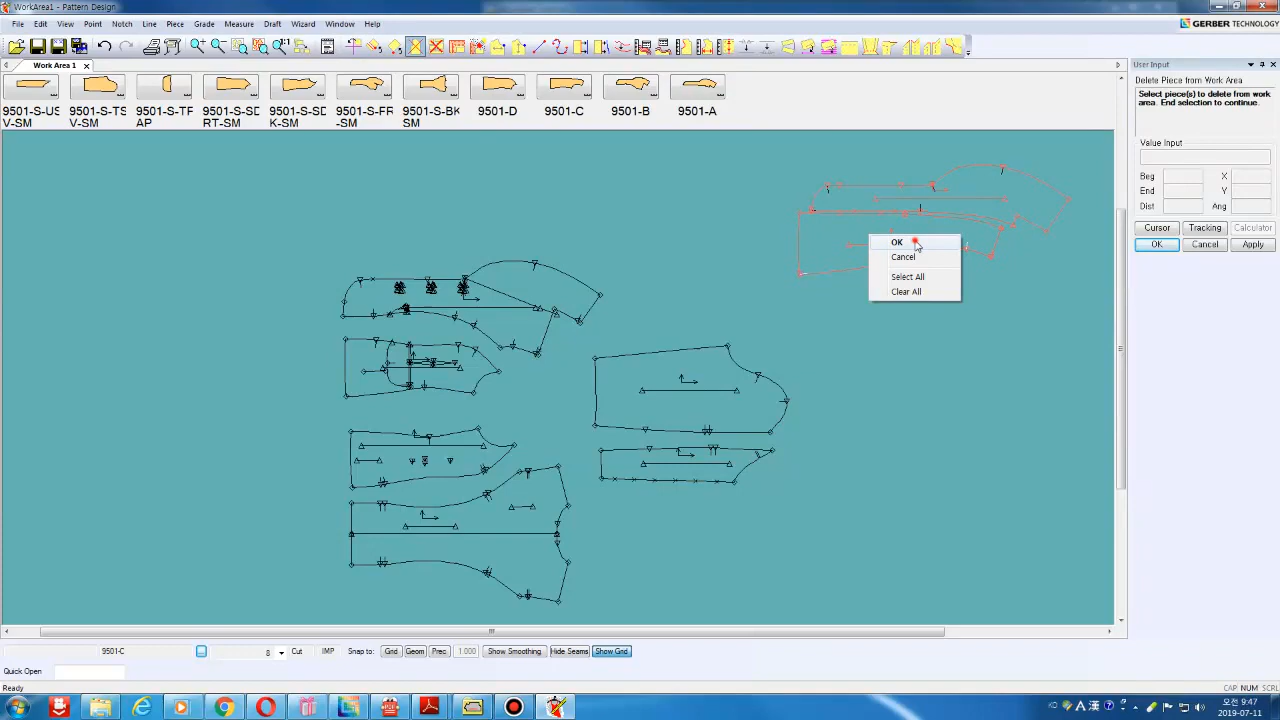 WorkArea1 - Pattern Design
File Edit View Point Notch Line Piece Grade Measure Draft Wizard Window Help
GERBER TECHNOLOGY
Work Area 1
User Input
9501-S-US
V-SM
9501-S-TS
V-SM
9501-S-TF
AP
9501-S-SD
RT-SM
9501-S-SD
K-SM
9501-S-FR
-SM
9501-S-BK
SM
9501-D
9501-C
9501-B
9501-A
Delete Piece from Work Area
Select piece(s) to delete from work
area. End selection to continue.
Value Input
Beg X
End Y
Dist Ang
Cursor Tracking Calculator
OK Cancel Apply
OK
Cancel
Select All
Clear All
9501-C 8 Cut IMP Snap to: Grid Geom Prec 1.000 Show Smoothing Hide Seams Show Grd
Quick Open
Ready
CAP NUM SCRL
오전 9:47
2019-07-11